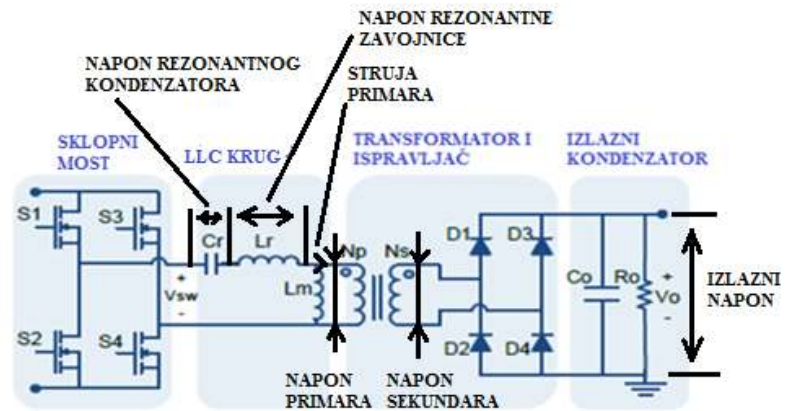 NAPON REZONANTNE
ZAVOJNICE
NAPON REZONANTNOG
KONDENZATORA
STRUJA
PRIMARA
SKLOPNI
MOST
LLC KRUG
TRANSFORMATOR I
ISPRAVLJAČ
IZLAZNI
KONDENZATOR
S1
S3
Cr
Lr
Np
Ns
D1
D3
Lm
+
Vsw
-
Co
Ro
+
Vo
-
IZLAZNI
NAPON
S2
S4
D2
D4
NAPON
PRIMARA
NAPON
SEKUNDARA